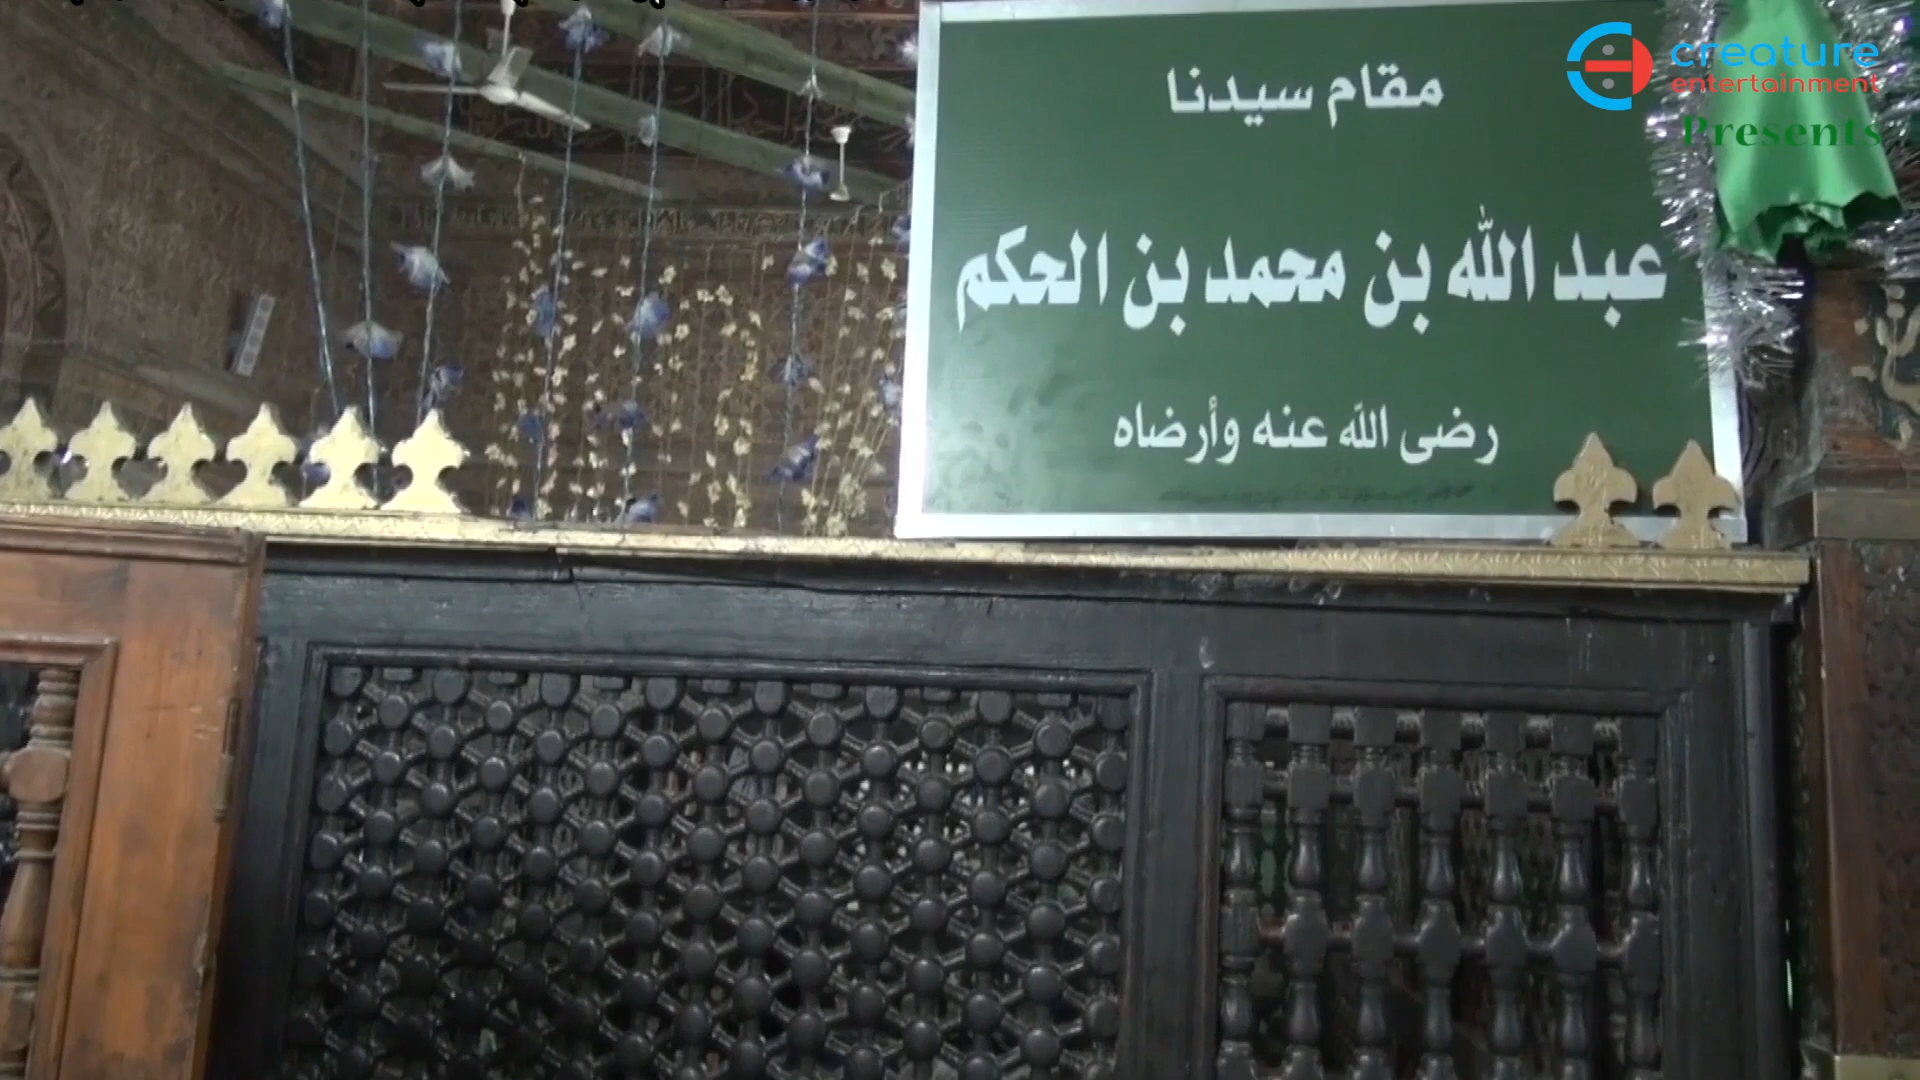 creature
entertainment
Presents
مقام سيدنا
عبد الله بن محمد بن الحكم
رضى الله عنه وأرضاه